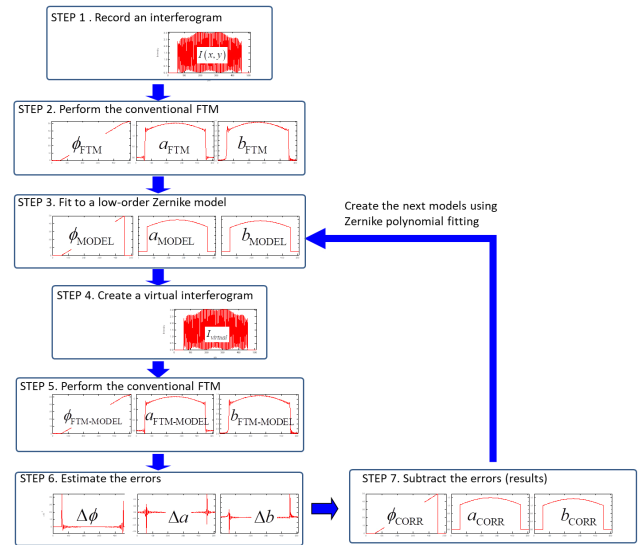 STEP 1 . Record an interferogram
I(x, y)
STEP 2. Perform the conventional FTM
ϕFTM
aFTM
bFTM
STEP 3. Fit to a low-order Zernike model
ϕMODEL
aMODEL
bMODEL
Create the next models using
Zernike polynomial fitting
STEP 4. Create a virtual interferogram
Ivirtual
STEP 5. Perform the conventional FTM
ϕFTM-MODEL
aFTM-MODEL
bFTM-MODEL
STEP 6. Estimate the errors
Δϕ
Δa
Δb
STEP 7. Subtract the errors (results)
ϕCORR
aCORR
bCORR